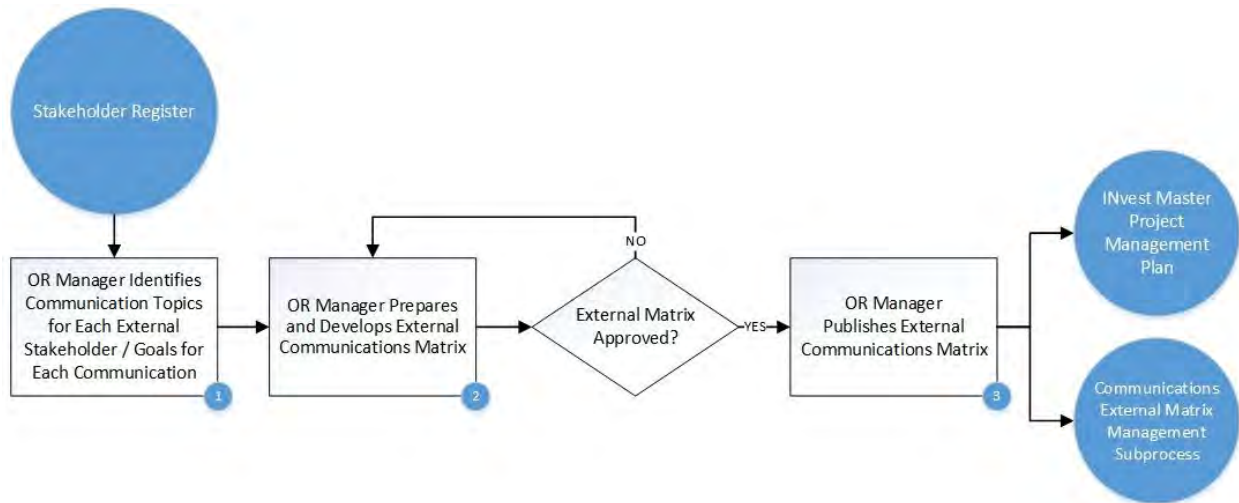 Stakeholder Register
OR Manager Identifies
Communication Topics
for Each External
Stakeholder / Goals for
Each Communication
1
OR Manager Prepares
and Develops External
Communications Matrix
2
NO
External Matrix
Approved?
YES
OR Manager
Publishes External
Communications Matrix
3
INvest Master
Project
Management
Plan
Communications
External Matrix
Management
Subprocess